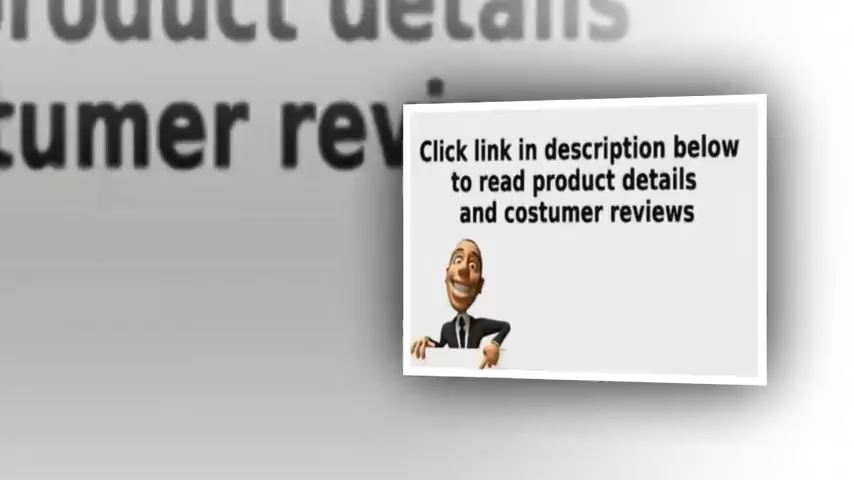 product details
tumer rev
Click link in description below
to read product details
and costumer reviews